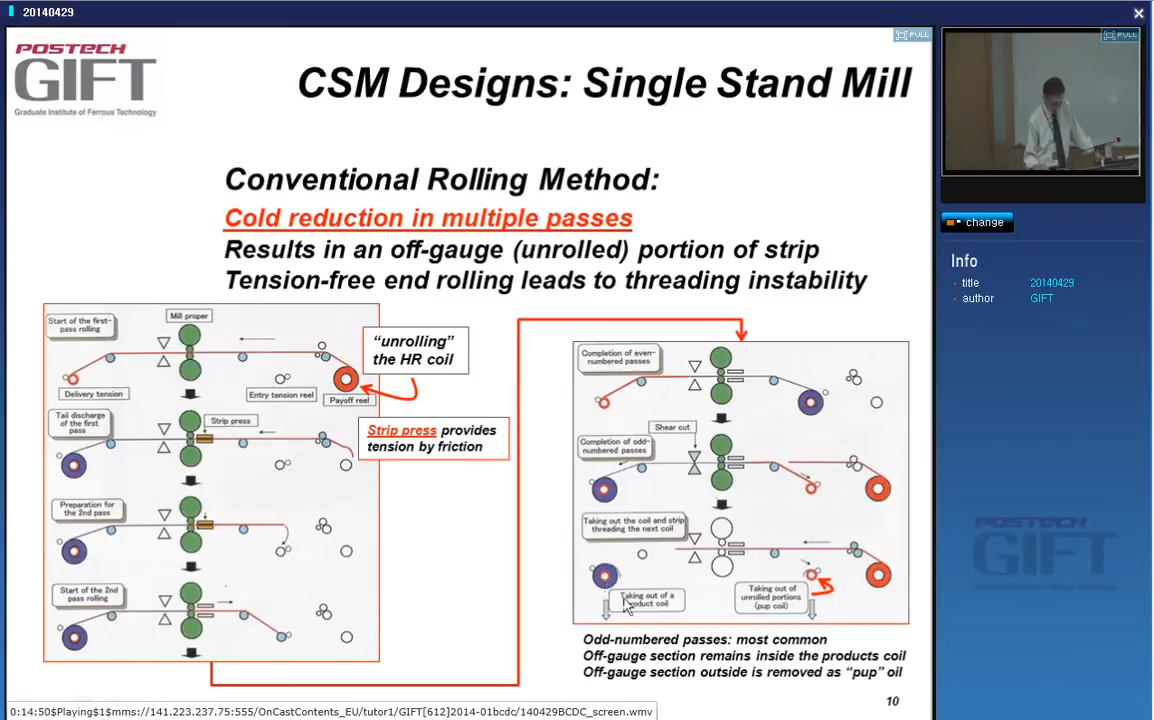 20140429
FULL
FULL
POSTECH
GIFT
Graduate Institute of Ferrous Technology
CSM Designs: Single Stand Mill
Conventional Rolling Method:
Cold reduction in multiple passes
Results in an off-gauge (unrolled) portion of strip
Tension-free end rolling leads to threading instability
Start of the first-
pass rolling
Mill proper
Delivery tension
Entry tension reel
Payoff reel
"unrolling"
the HR coil
Tail discharge
of the first
pass
Strip press
Strip press provides
tension by friction
Preparation for
the 2nd pass
Start of the 2nd
pass rolling
Completion of even-
numbered passes
Shear cut
Completion of odd-
numbered passes
Taking out the coil and strip
threading the next coil
Taking out of a
product coil
Taking out of
unrolled portions
(pup coil)
Odd-numbered passes: most common
Off-gauge section remains inside the products coil
Off-gauge section outside is removed as "pup" oil
10
change
Info
title
20140429
author
GIFT
POSTECH
GIFT
0:14:50$Playing$1$mms://141.223.237.75:555/OnCastContents_EU/tutor1/GIFT[612]2014-01bcdc/140429BCDC_screen.wmv